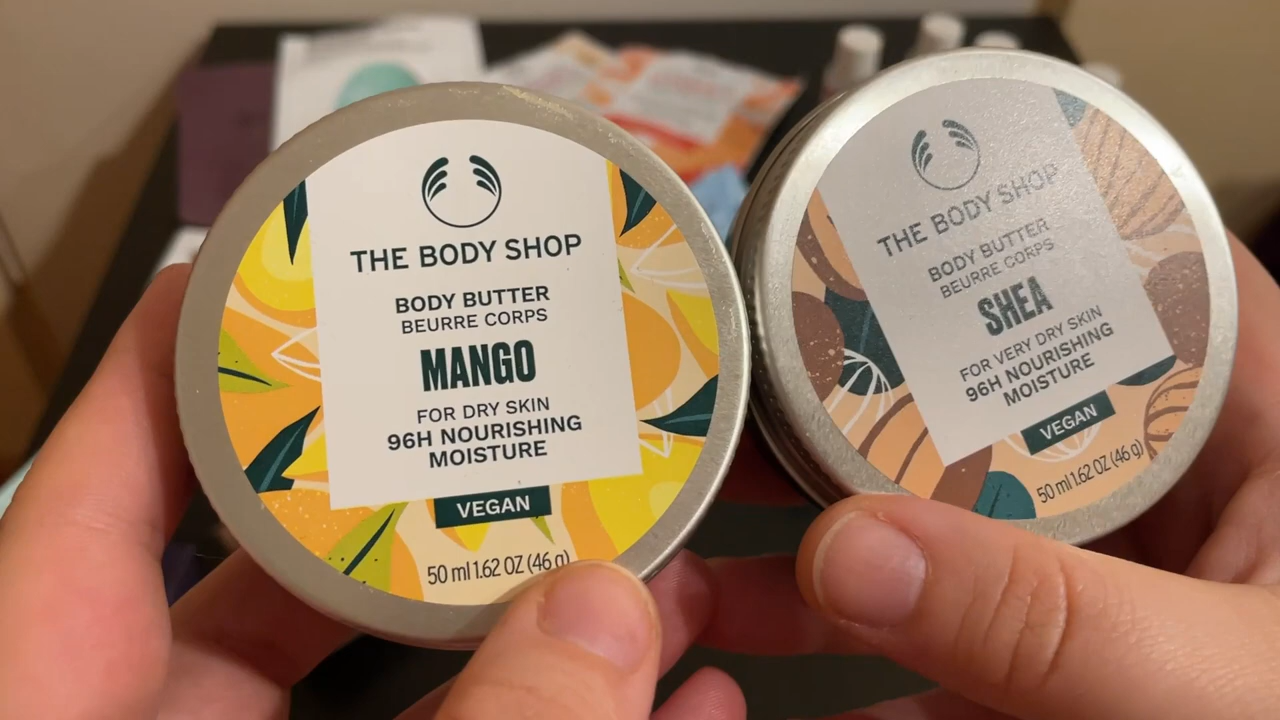 THE BODY SHOP
BODY BUTTER
BEURRE CORPS
MANGO
FOR DRY SKIN
96H NOURISHING
MOISTURE
VEGAN
50 ml 1.62 OZ (46 g)
THE BODY SHOP
BODY BUTTER
BEURRE CORPS
SHEA
FOR VERY DRY SKIN
96H NOURISHING
MOISTURE
VEGAN
50 ml 1.62 OZ (46 g)